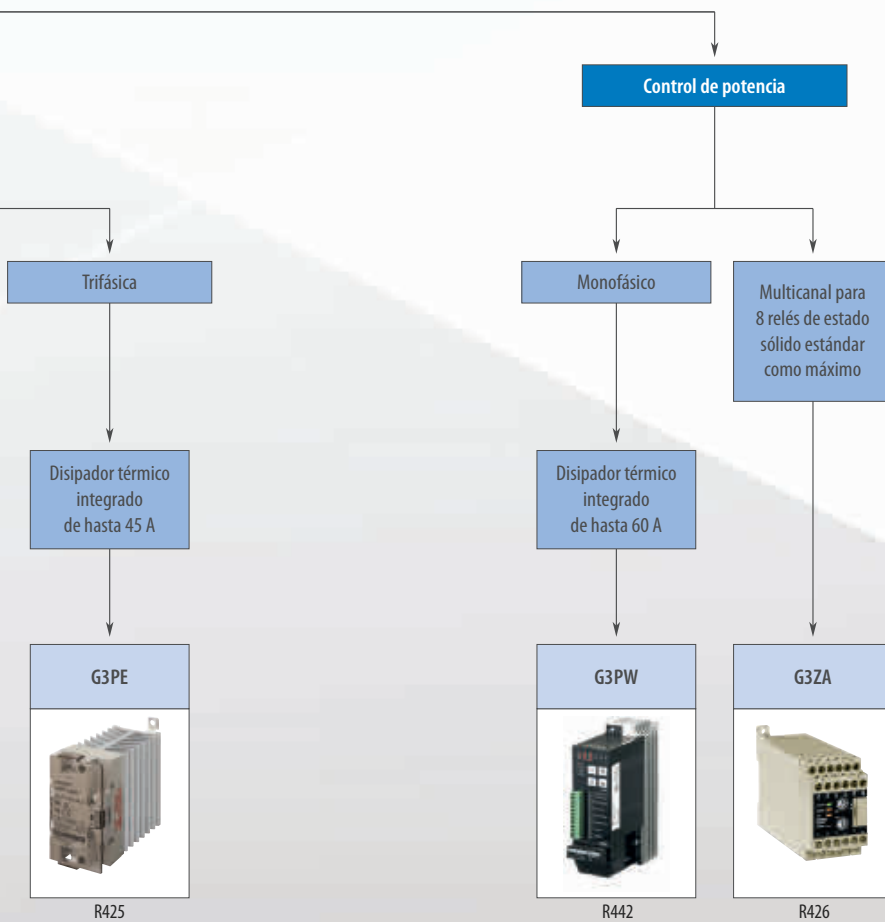 Control de potencia
Trifásica
Monofásico
Multicanal para
8 relés de estado
sólido estándar
como máximo
Disipador térmico
integrado
de hasta 45 A
Disipador térmico
integrado
de hasta 60 A
G3PE
G3PW
G3ZA
R425
R442
R426